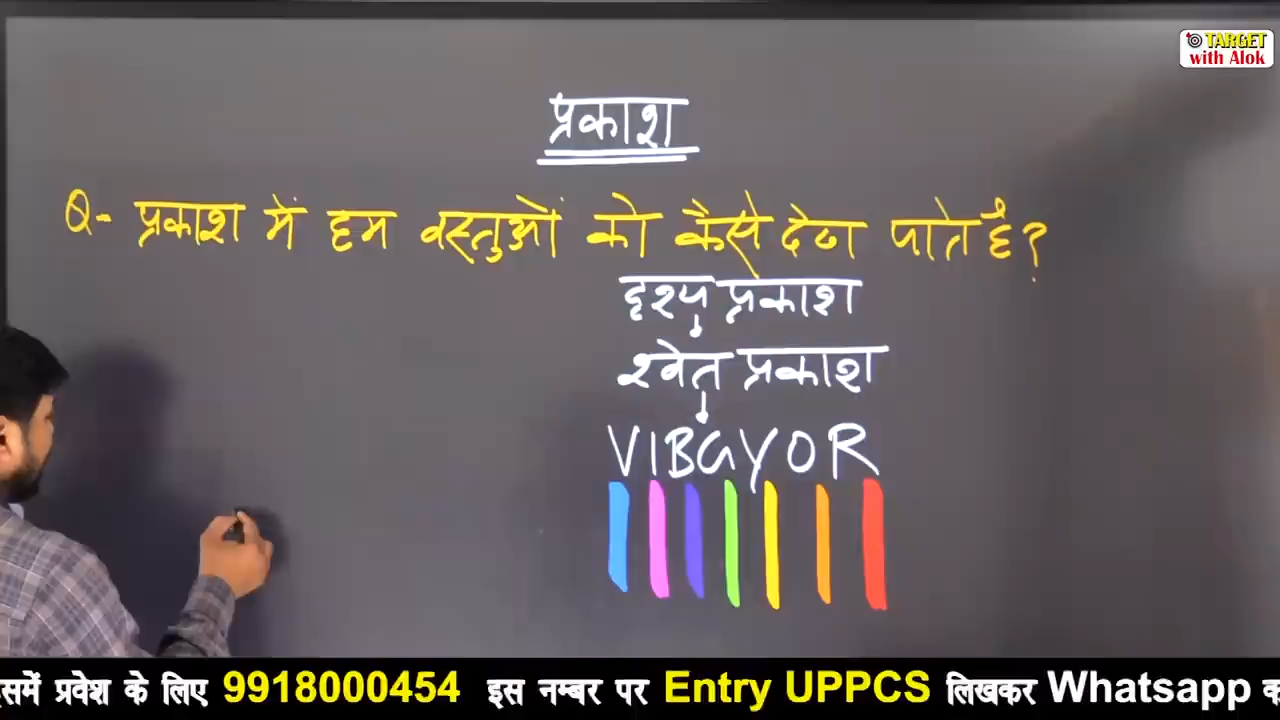 TARGET
with Alok
प्रकाश
Q- प्रकाश में हम वस्तुओं को कैसे देख पाते है?
दृश्य प्रकाश
श्वेत प्रकाश
VIBGYOR
समें प्रवेश के लिए 9918000454 इस नम्बर पर Entry UPPCS लिखकर Whatsapp क